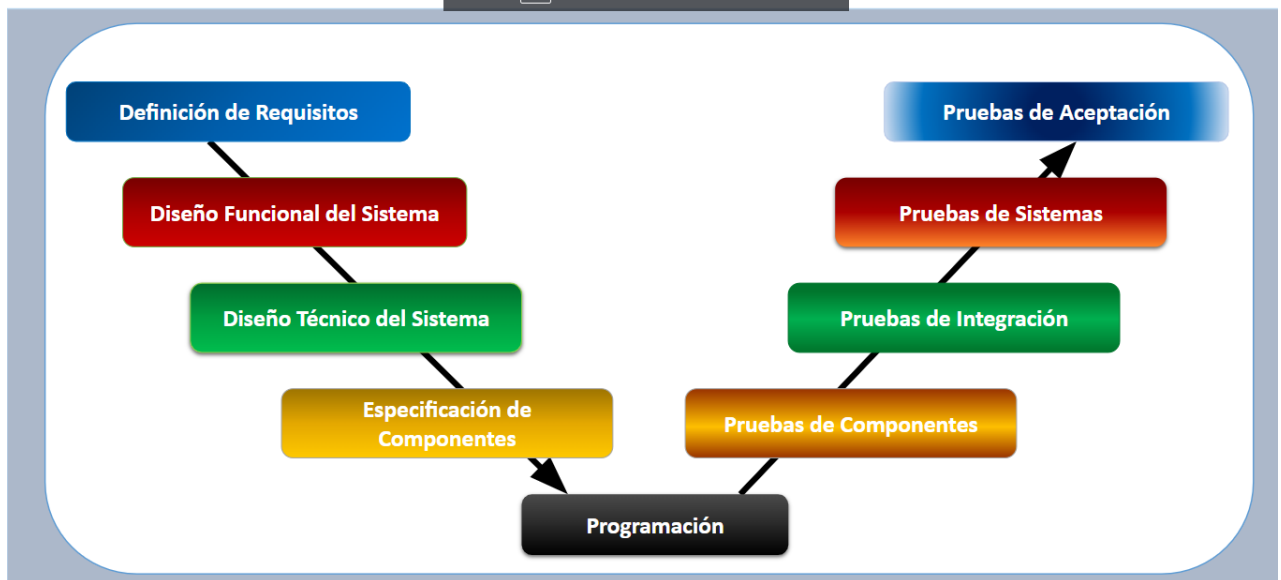 Definición de Requisitos
Pruebas de Aceptación
Diseño Funcional del Sistema
Pruebas de Sistemas
Diseño Técnico del Sistema
Pruebas de Integración
Especificación de
Componentes
Pruebas de Componentes
Programación